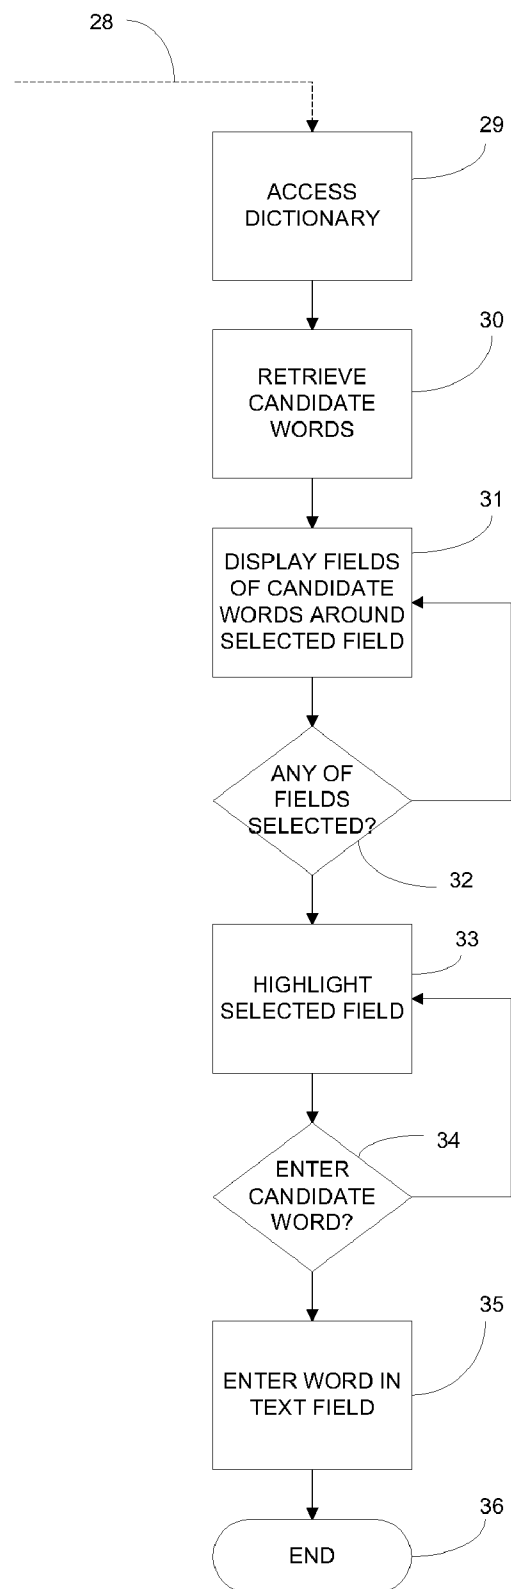 28
29
ACCESS
DICTIONARY
30
RETRIEVE
CANDIDATE
WORDS
31
DISPLAY FIELDS
OF CANDIDATE
WORDS AROUND
SELECTED FIELD
ANY OF
FIELDS
SELECTED?
32
33
HIGHLIGHT
SELECTED FIELD
34
ENTER
CANDIDATE
WORD?
35
ENTER WORD IN
TEXT FIELD
36
END